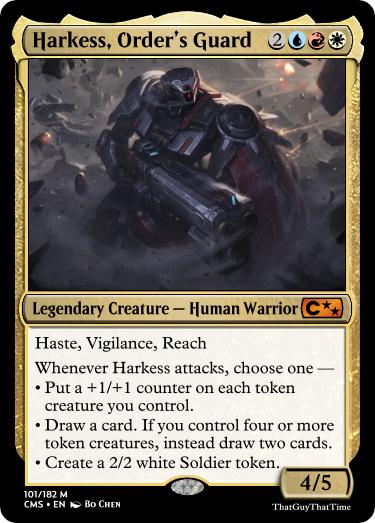 Harkess, Order's Guard 2
Legendary Creature — Human Warrior C
Haste, Vigilance, Reach
Whenever Harkess attacks, choose one —
• Put a +1/+1 counter on each token
creature you control.
• Draw a card. If you control four or more
token creatures, instead draw two cards.
• Create a 2/2 white Soldier token.
4/5
101/182 M
CMS • EN Bo Chen
ThatGuyThatTime